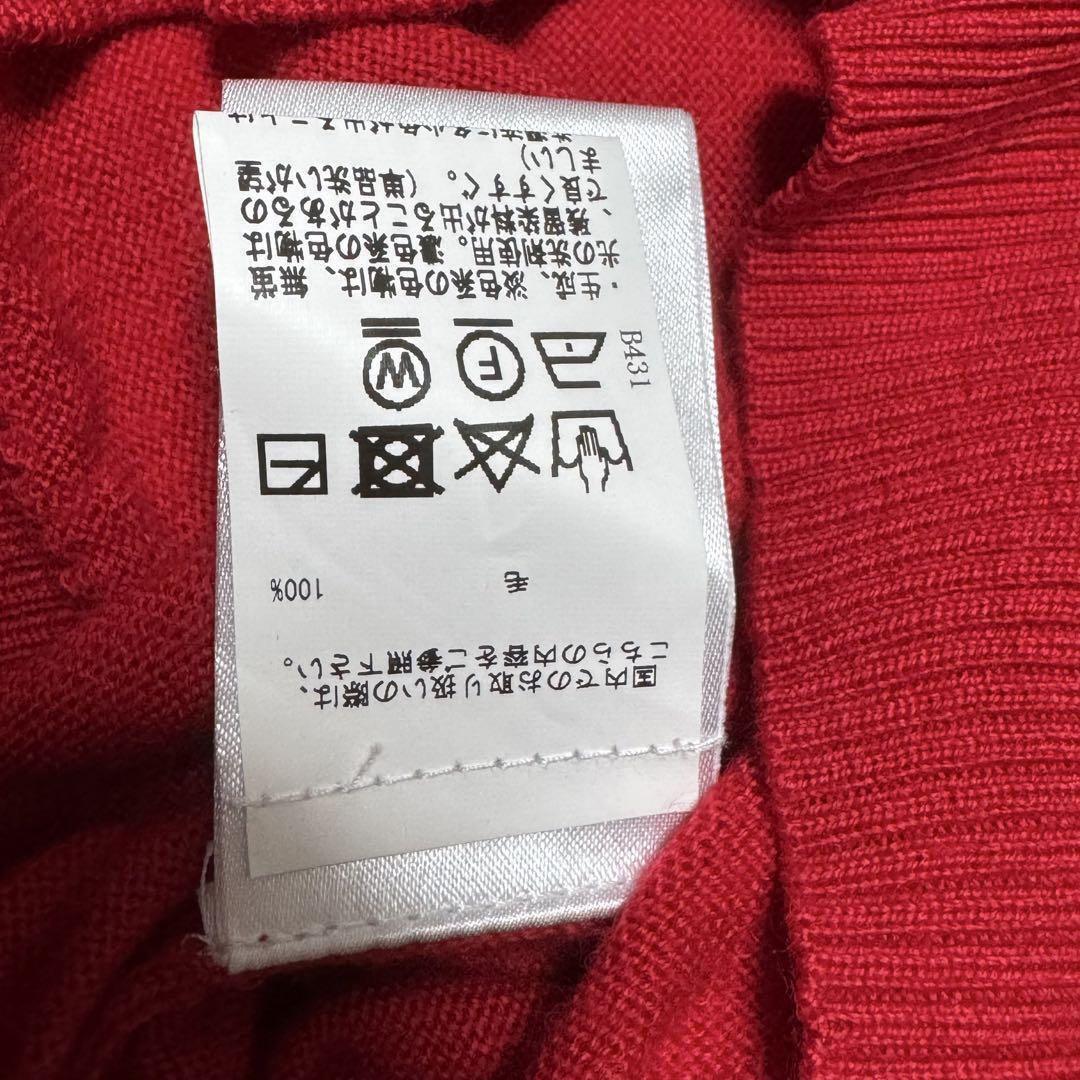 国内でのお取り扱いの際は、
こちらの内容をご参照下さい。
毛 100%
B431
F
W
・生成、淡色系の色物は、無蛍
光の洗剤使用。濃色系の色物は
、残留染料が出ることがあるの
で良くすすぐ。（単品洗いが望
ましい）